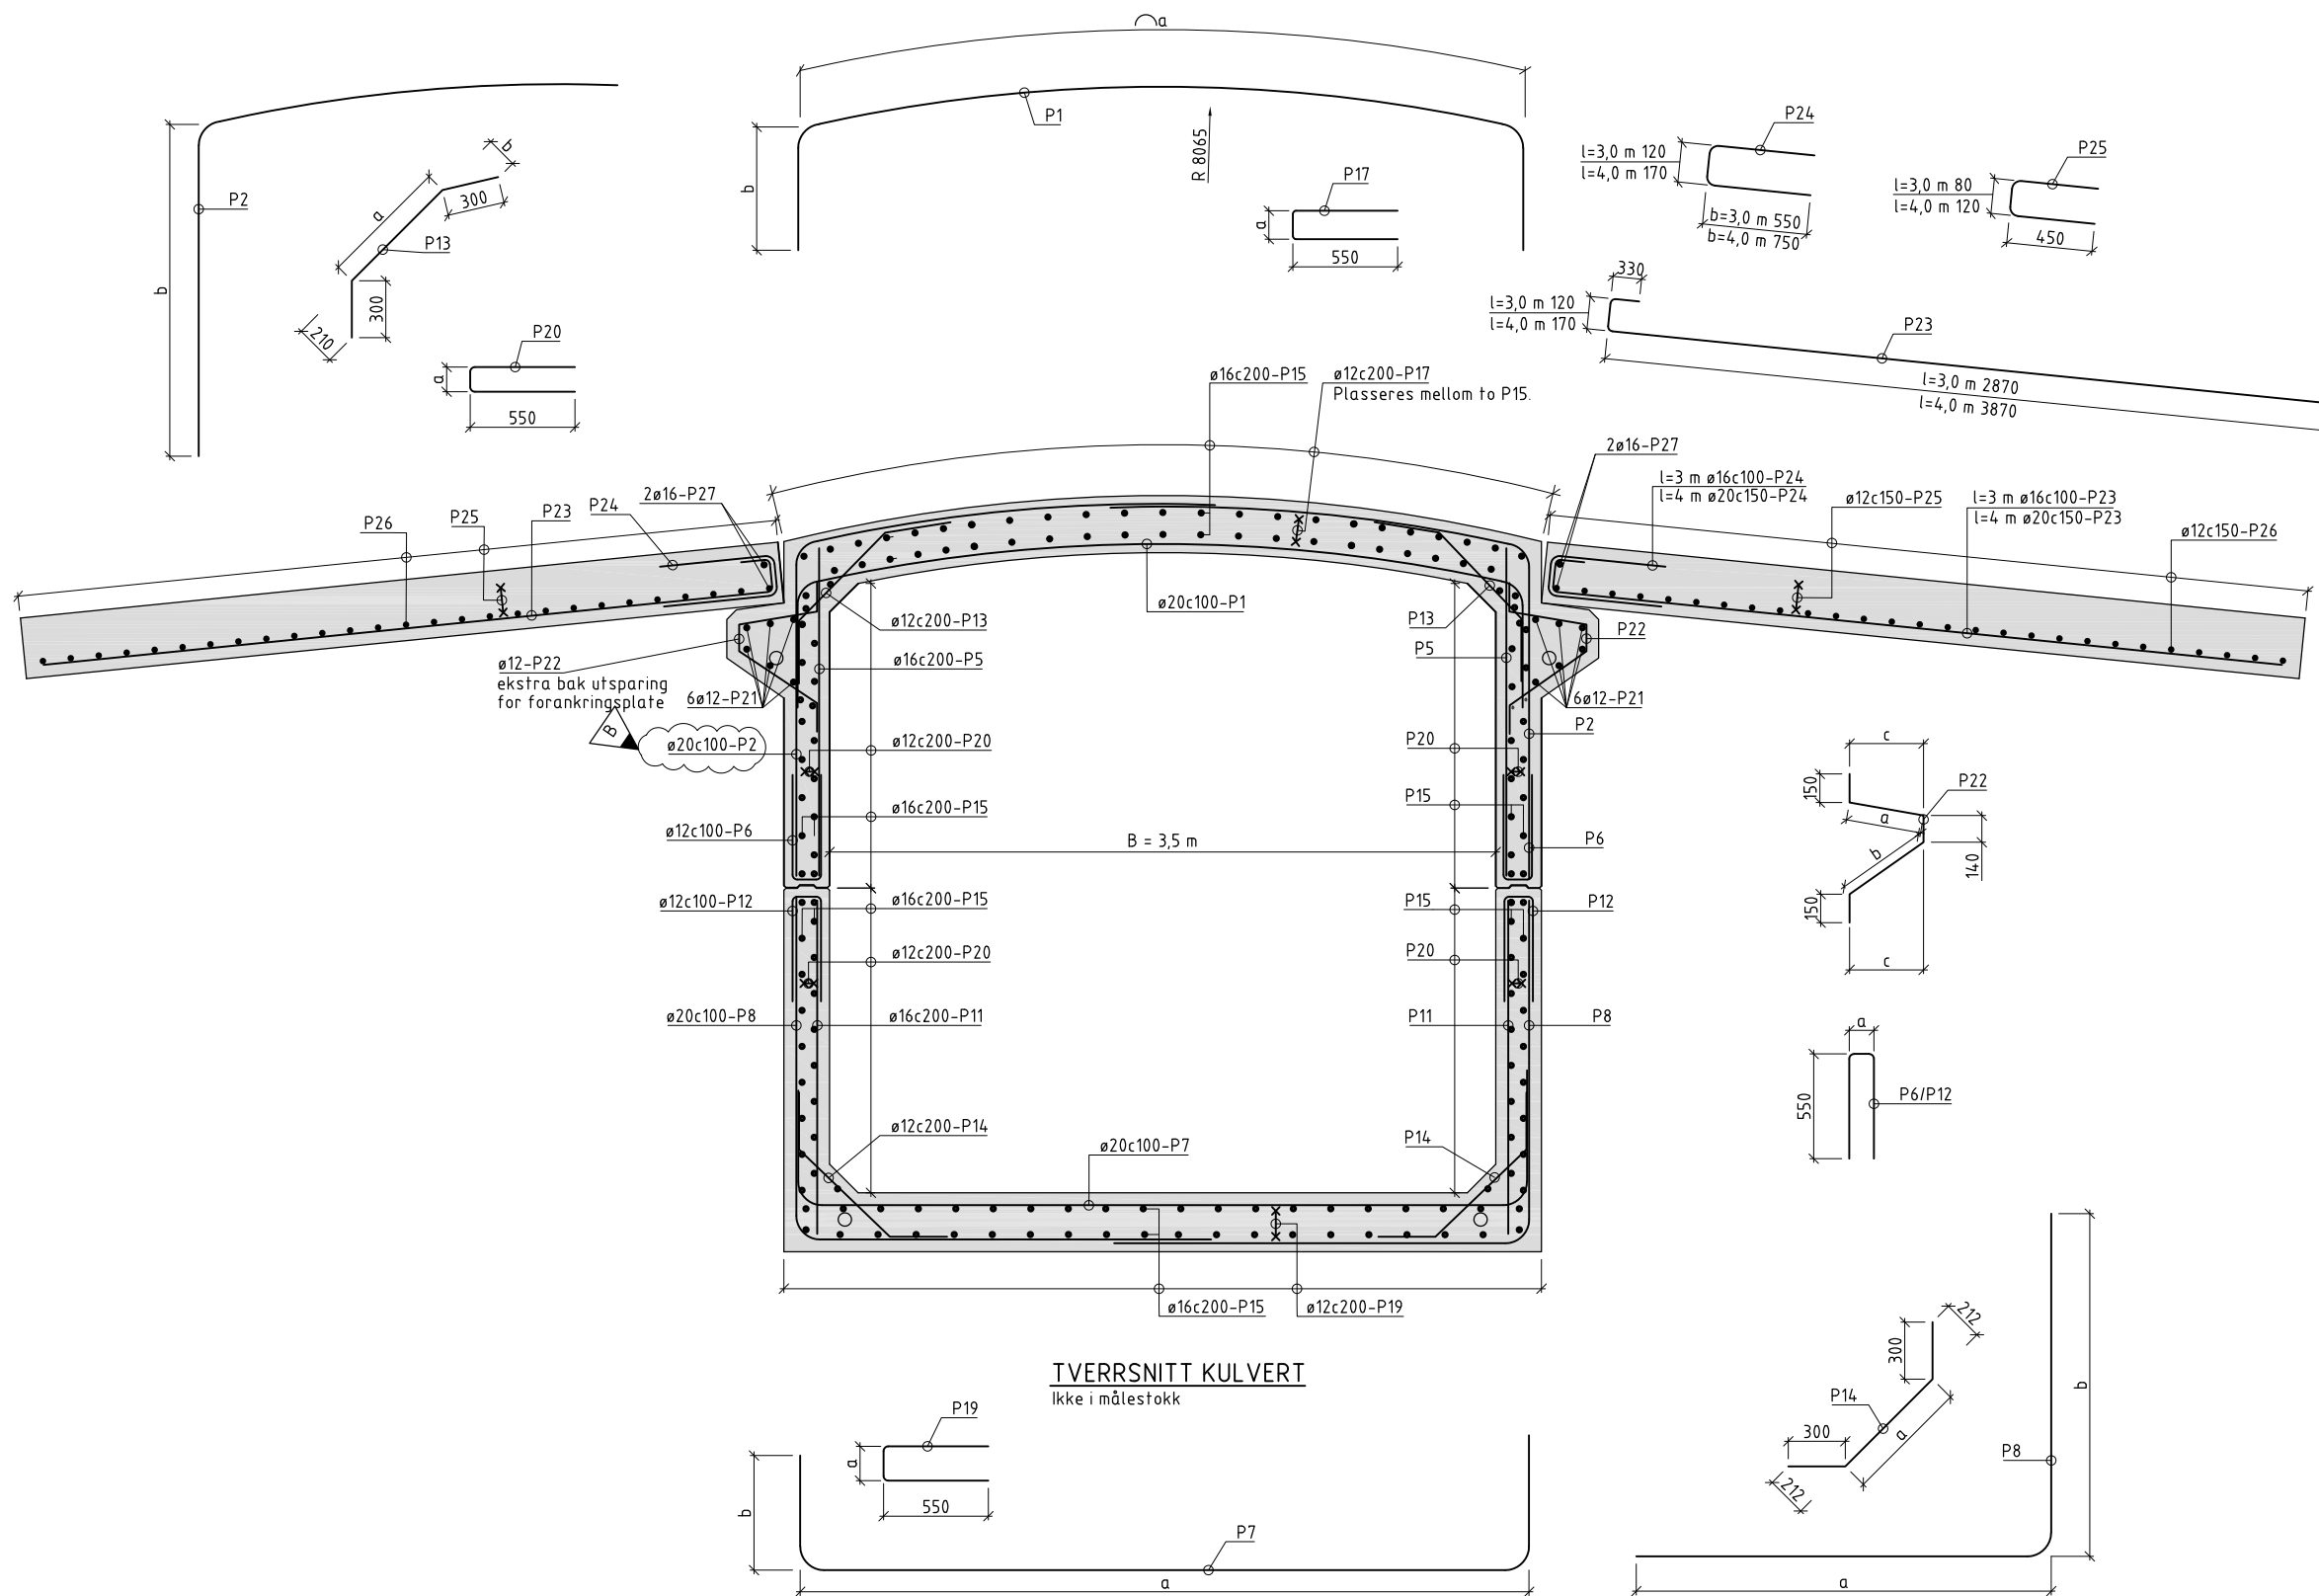 a
P1
b
R 8065
P17
a
550
P2
b
b
a
300
P13
300
210
P20
a
550
P24
l=3,0 m 120
l=4,0 m 170
b=3,0 m 550
b=4,0 m 750
P25
l=3,0 m 80
l=4,0 m 120
450
330
l=3,0 m 120
l=4,0 m 170
P23
l=3,0 m 2870
l=4,0 m 3870
ø16c200-P15
ø12c200-P17
Plasseres mellom to P15.
P26
P25
P23
P24
2ø16-P27
2ø16-P27
l=3 m ø16c100-P24
l=4 m ø20c150-P24
ø12c150-P25
l=3 m ø16c100-P23
l=4 m ø20c150-P23
ø12c150-P26
ø20c100-P1
ø12c200-P13
P13
P22
ø16c200-P5
P5
ø12-P22
ekstra bak utsparing
for forankringsplate
6ø12-P21
6ø12-P21
B
ø20c100-P2
ø12c200-P20
P20
P2
ø16c200-P15
P15
ø12c100-P6
B = 3,5 m
P6
ø12c100-P12
ø16c200-P15
P15
P12
ø12c200-P20
P20
ø20c100-P8
ø16c200-P11
P11
P8
ø12c200-P14
ø20c100-P7
P14
ø16c200-P15
ø12c200-P19
c
150
P22
a
b
140
150
c
a
550
P6/P12
TVERRSNITT KULVERT
Ikke i målestokk
P19
a
550
b
P7
a
212
300
P14
300
a
212
P8
b
a